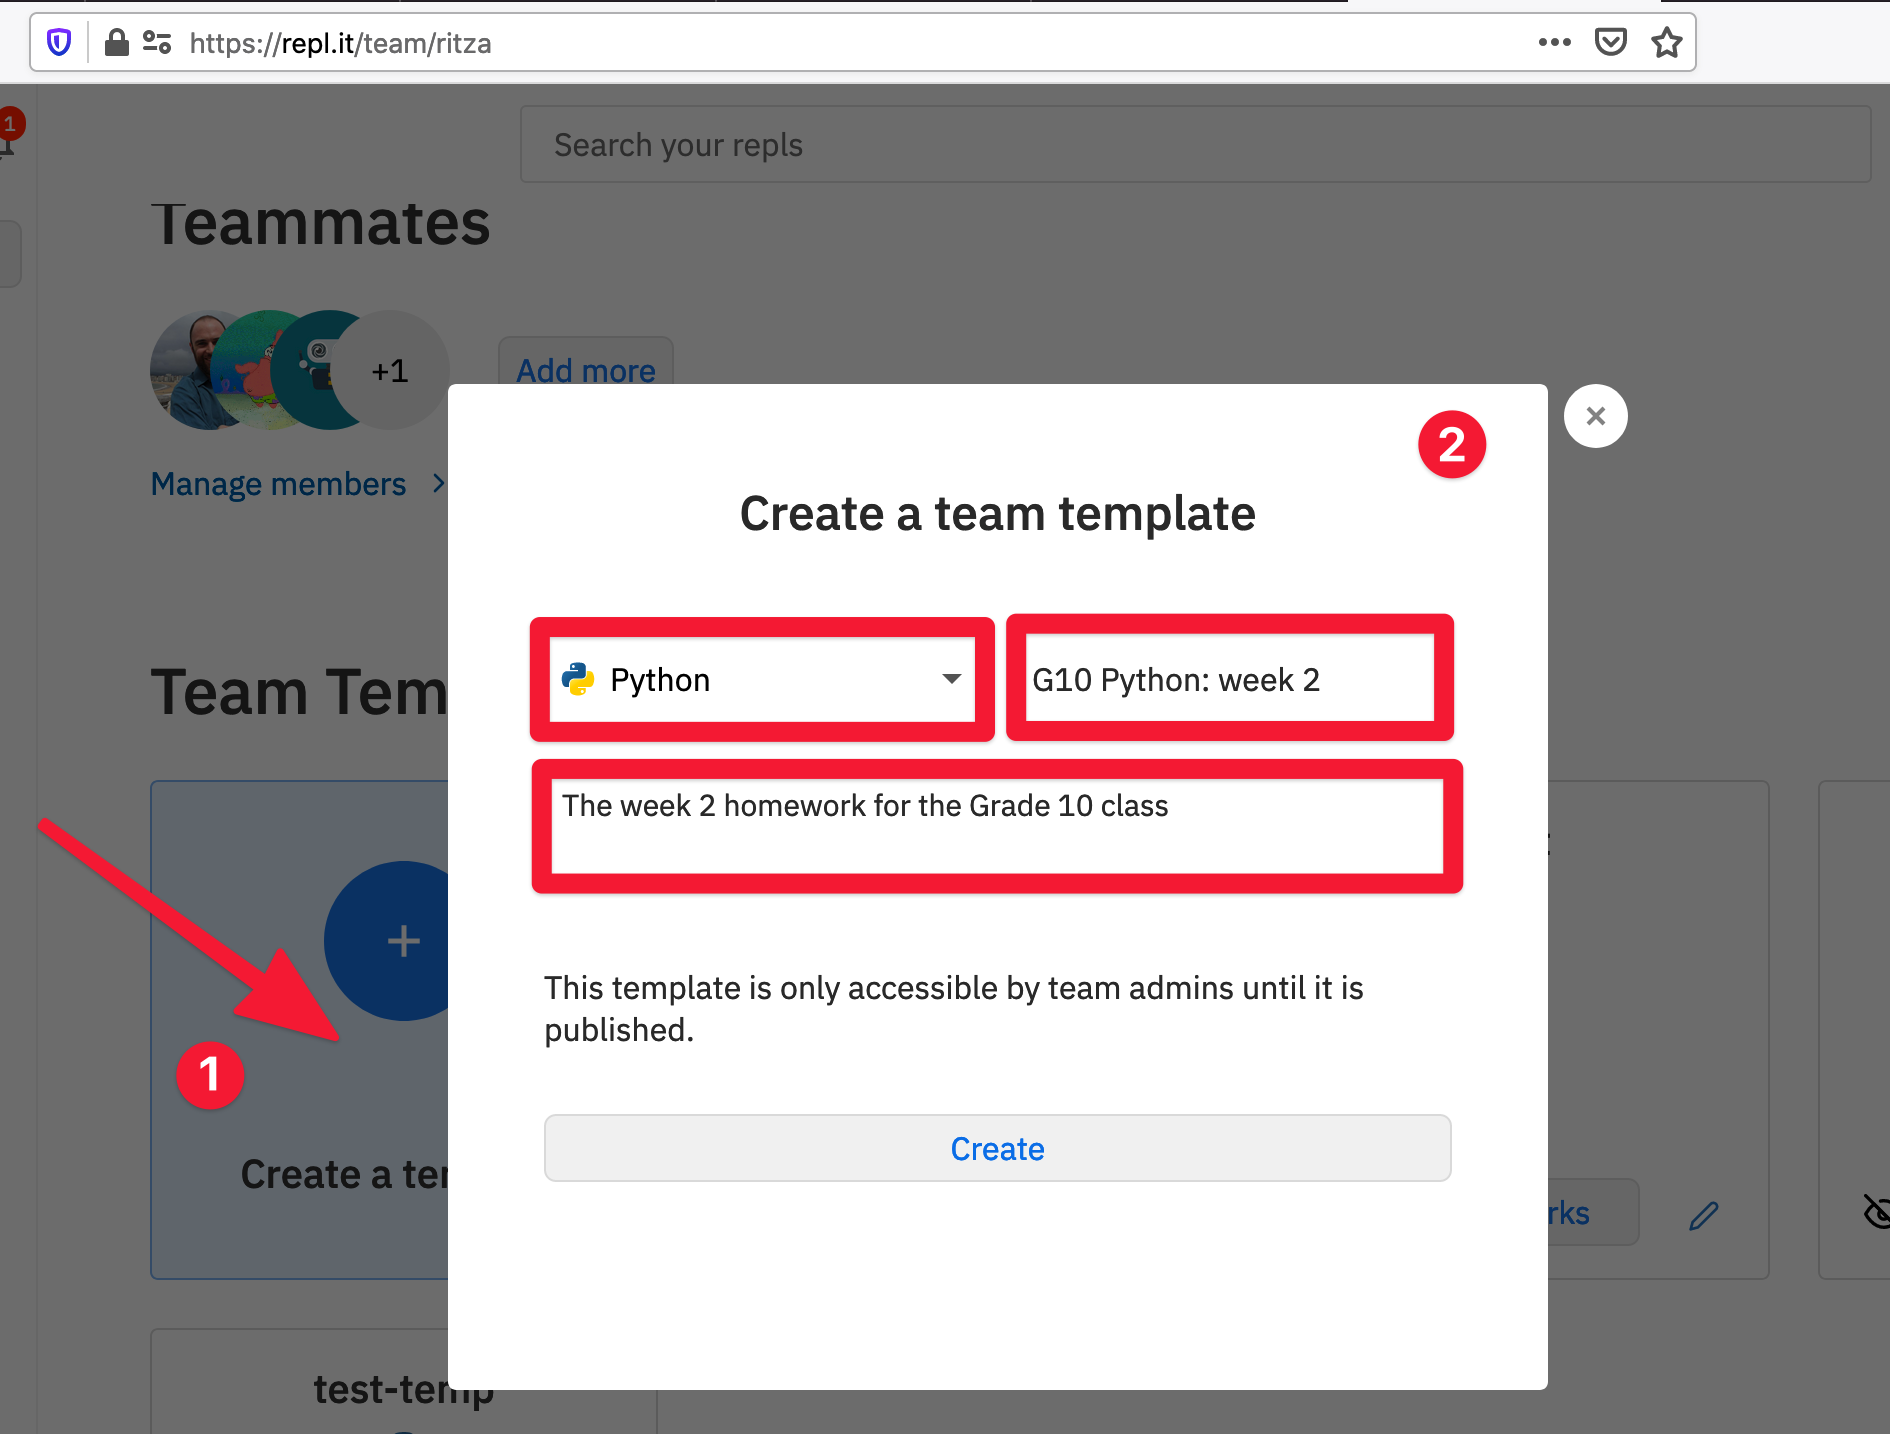 https://repl.it/team/ritza
1
Search your repls
Teammates
+1
Add more
Manage members
2
Create a team template
Python
G10 Python: week 2
Team Tem
The week 2 homework for the Grade 10 class
This template is only accessible by team admins until it is
published.
1
Create
Create a ter
rks
test-temp